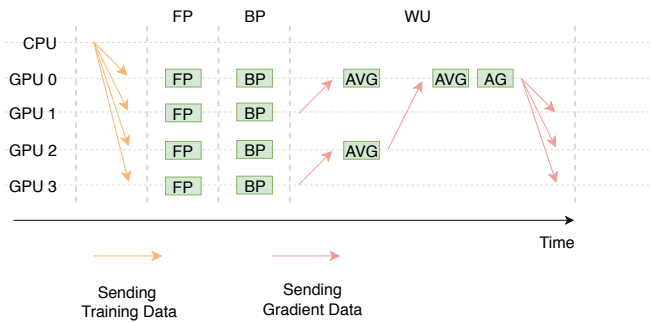 FP BP WU
CPU
GPU 0 FP BP AVG AVG AG
GPU 1 FP BP
GPU 2 FP BP AVG
GPU 3 FP BP
Time
Sending Sending
Training Data Gradient Data